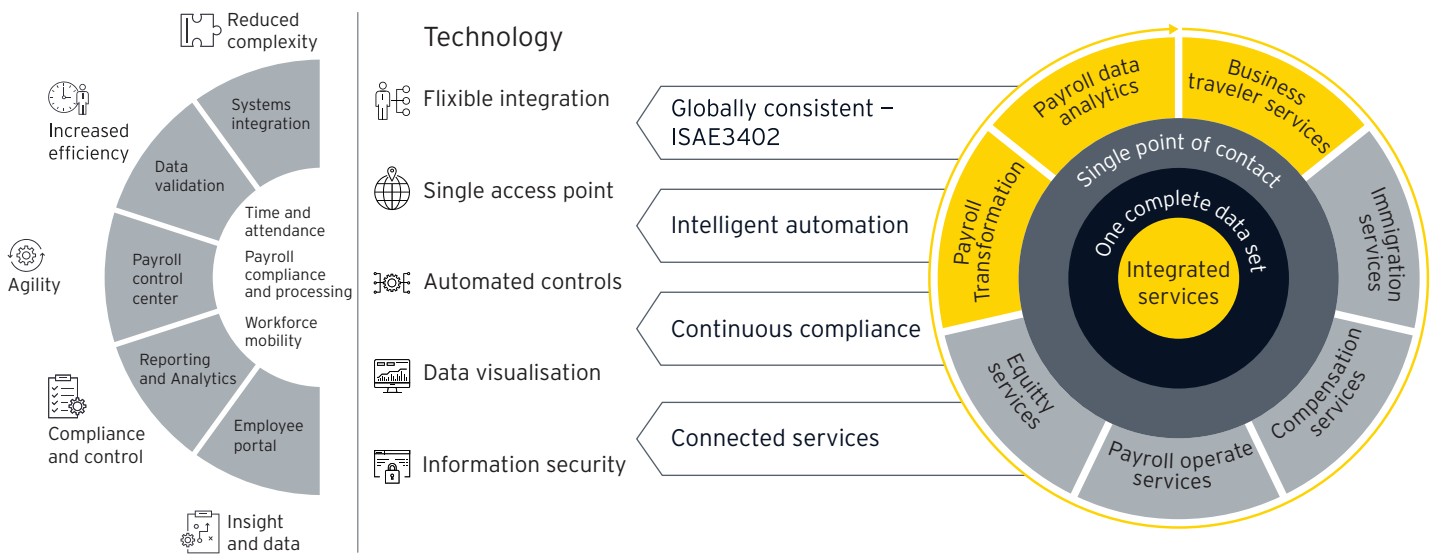 Reduced
complexity
Increased
efficiency
Agility
Compliance
and control
Insight
and data
Systems
integration
Data
validation
Payroll
control
center
Reporting
and Analytics
Employee
portal
Time and
attendance
Payroll
compliance
and processing
Workforce
mobility
Technology
Flixible integration
Single access point
Automated controls
Data visualisation
Information security
Globally consistent –
ISAE3402
Intelligent automation
Continuous compliance
Connected services
Payroll data
analytics
Business
traveler services
Immigration
services
Compensation
services
Payroll operate
services
Equitty
services
Payroll
Transformation
Single point of contact
One complete data set
Integrated
services